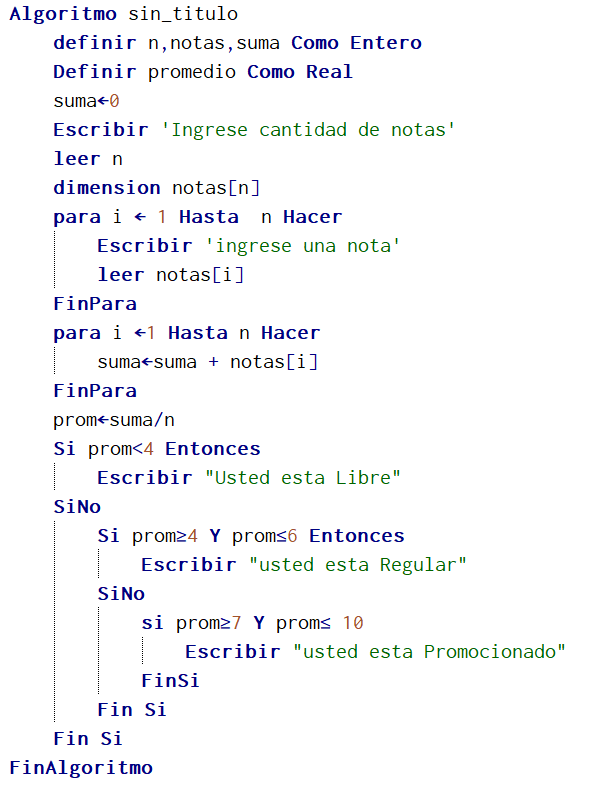 Algoritmo sin_titulo
definir n,notas,suma Como Entero
Definir promedio Como Real
suma←0
Escribir 'Ingrese cantidad de notas'
leer n
dimension notas[n]
para i ← 1 Hasta  n Hacer
Escribir 'ingrese una nota'
leer notas[i]
FinPara
para i ←1 Hasta n Hacer
suma←suma + notas[i]
FinPara
prom←suma/n
Si prom<4 Entonces
Escribir "Usted esta Libre"
SiNo
Si prom≥4 Y prom≤6 Entonces
Escribir "usted esta Regular"
SiNo
si prom≥7 Y prom≤ 10
Escribir "usted esta Promocionado"
FinSi
Fin Si
Fin Si
FinAlgoritmo